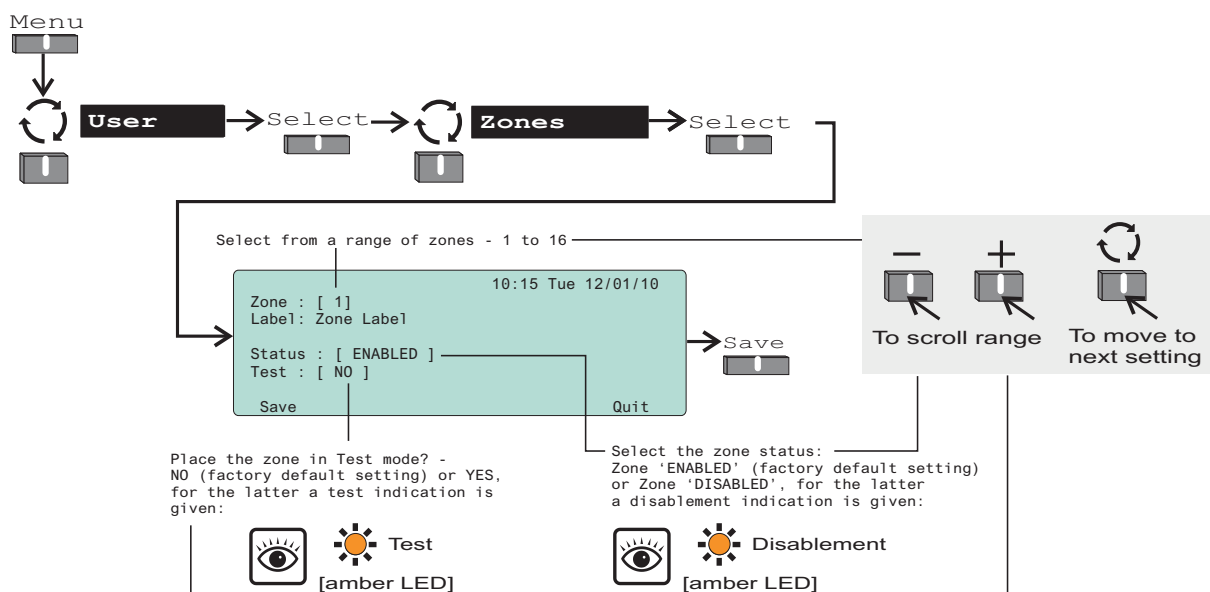 Menu
User
Select
Zones
Select
Select from a range of zones - 1 to 16
10:15 Tue 12/01/10
Zone : [ 1]
Label: Zone Label
Status : [ ENABLED ]
Test : [ NO ]
Save
Quit
Save
To scroll range
To move to
next setting
Place the zone in Test mode? -
NO (factory default setting) or YES,
for the latter a test indication is
given:
Test
[amber LED]
Select the zone status:
Zone ‘ENABLED’ (factory default setting)
or Zone ‘DISABLED’, for the latter
a disablement indication is given:
Disablement
[amber LED]